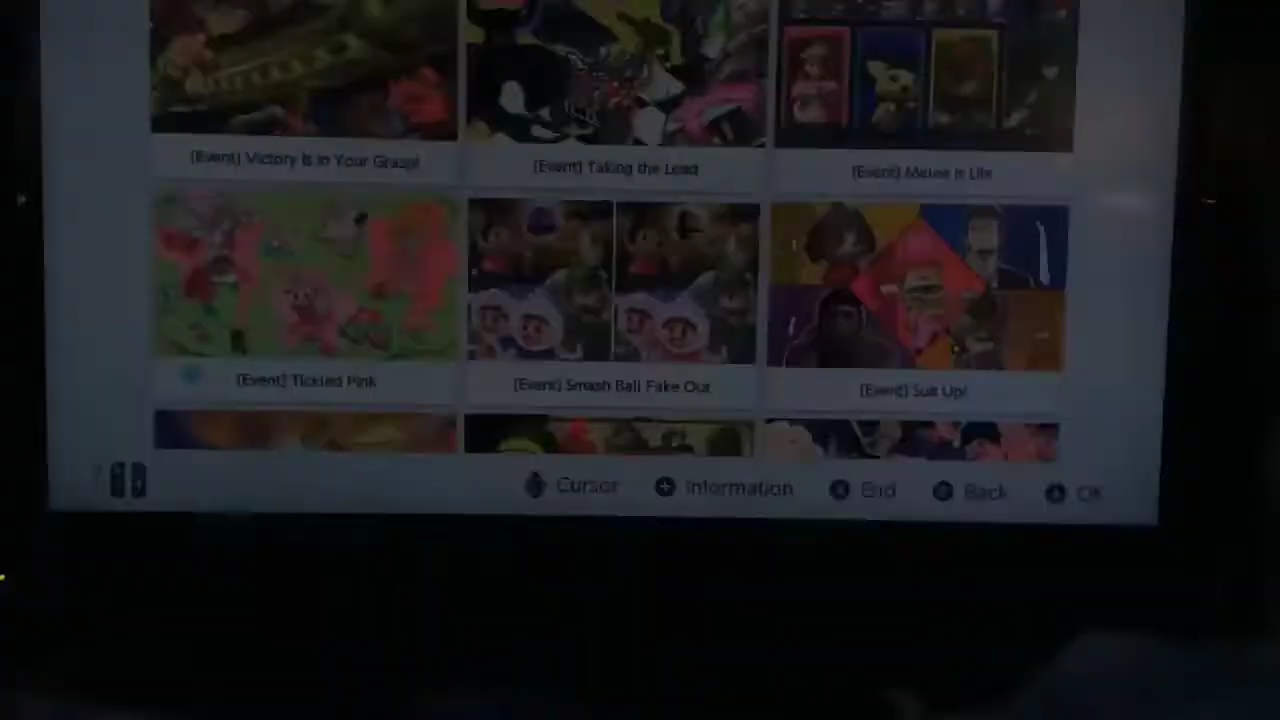 [Event] Victory Is in Your Grasp!
[Event] Taking the Lead
[Event] Melee Is Life
[Event] Tickled Pink
[Event] Smash Ball Fake Out
[Event] Suit Up!
Cursor
Information
End
Back
OK